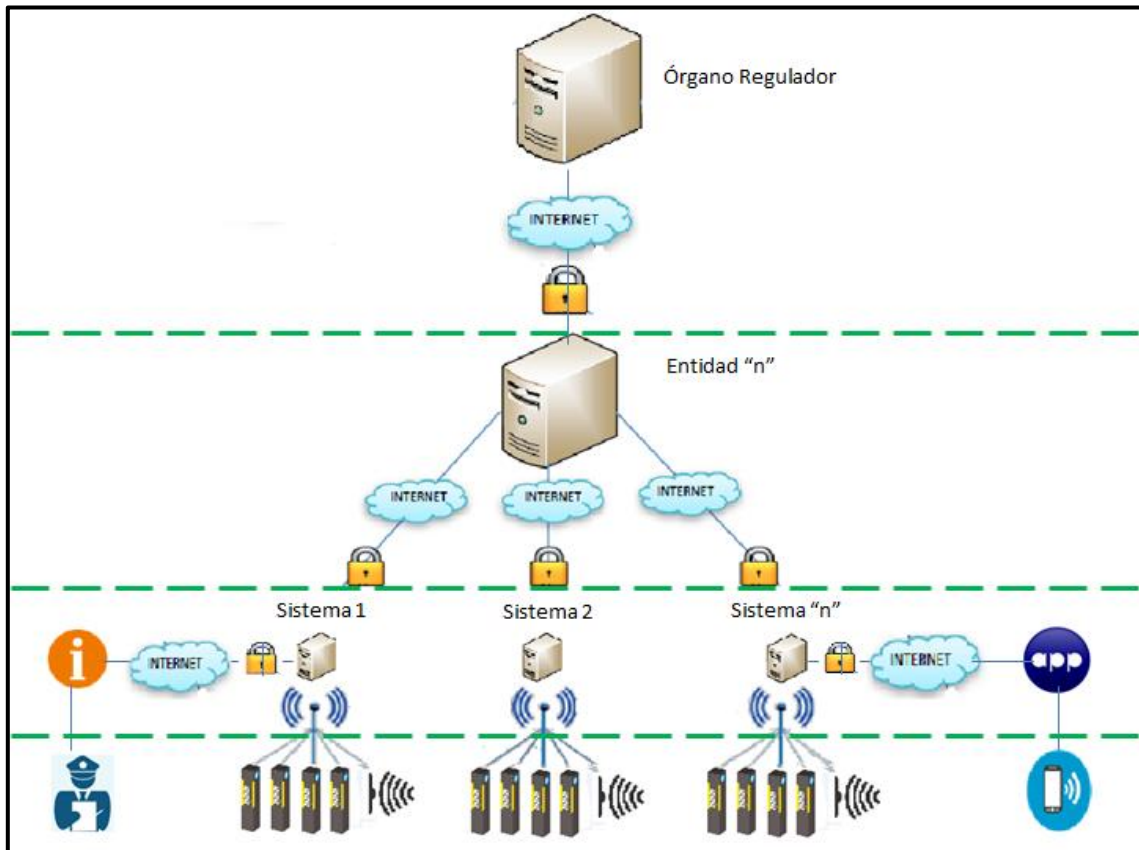 Órgano Regulador
INTERNET
Entidad “n”
INTERNET
INTERNET
INTERNET
Sistema 1
Sistema 2
Sistema “n”
i
INTERNET
INTERNET
app